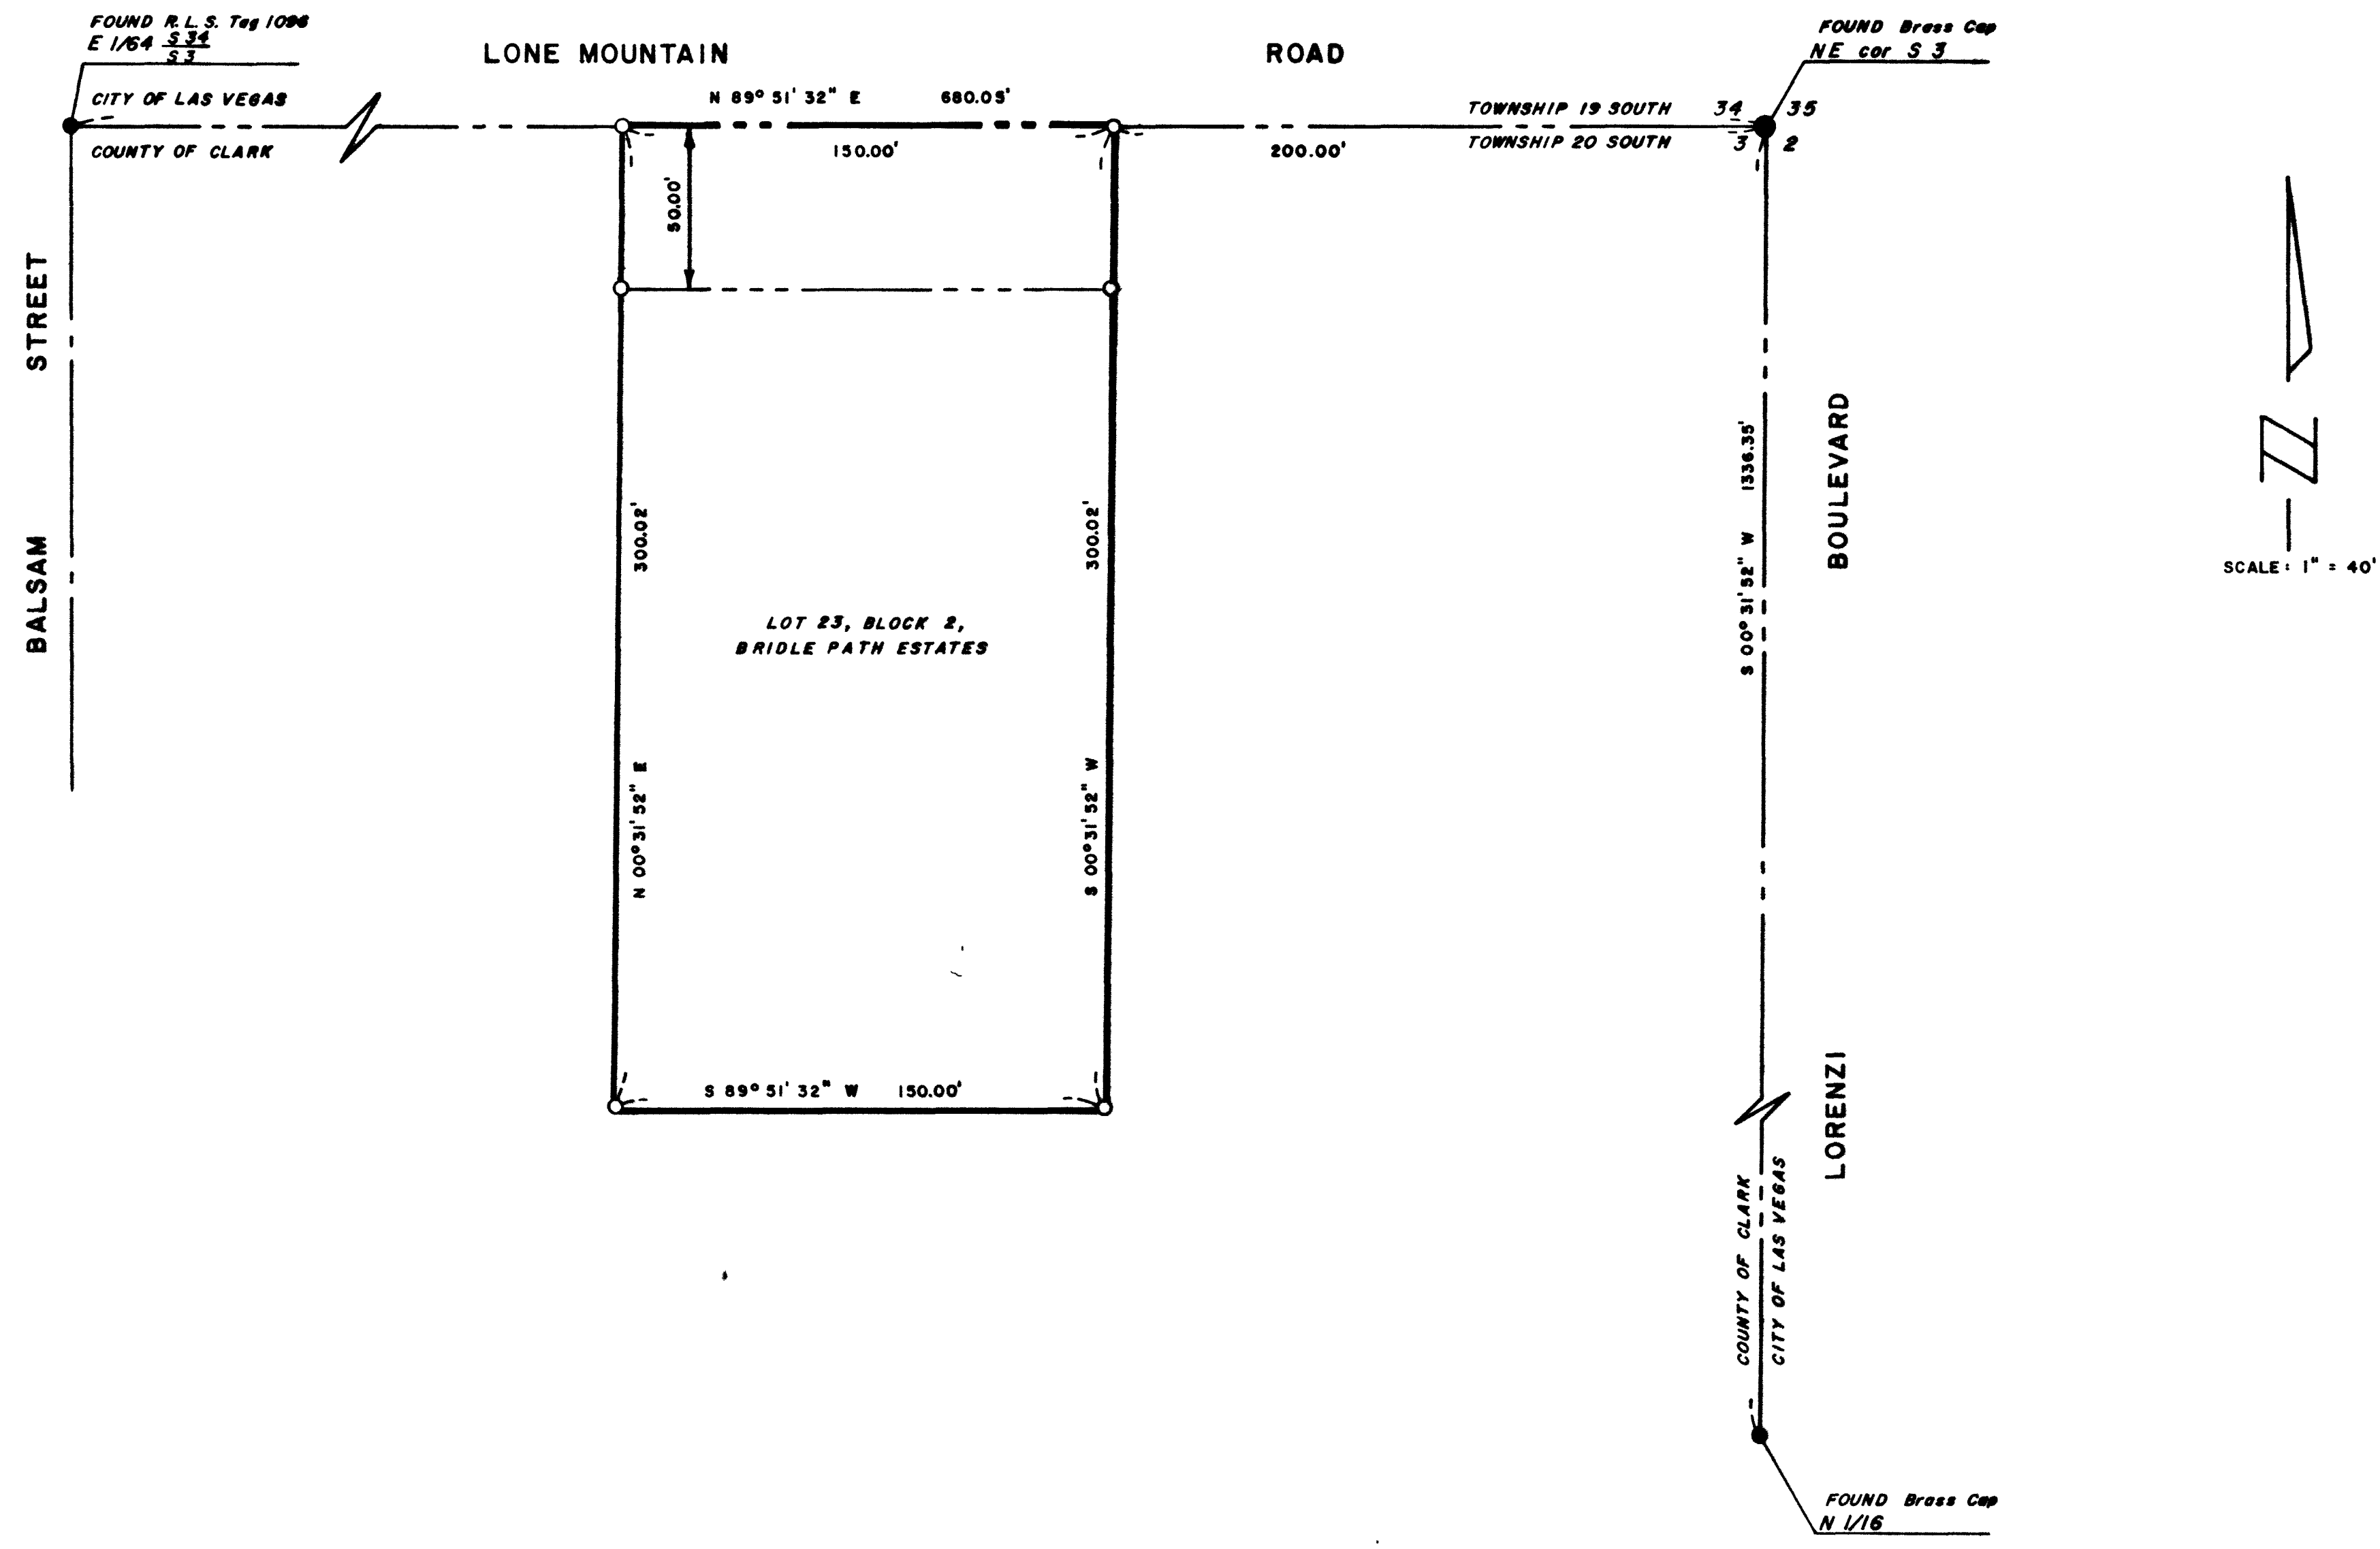 FOUND R. L. S. Tag 1096
E 1/64 S 34
S 3
LONE MOUNTAIN ROAD
FOUND Brass Cap
NE cor S 3
CITY OF LAS VEGAS
N 89° 51' 32" E 680.05'
TOWNSHIP 19 SOUTH 34 35
COUNTY OF CLARK
150.00'
200.00'
TOWNSHIP 20 SOUTH 3 2
50.00'
BALSAM STREET
300.02'
N 00° 31' 52" E
300.02'
S 00° 31' 52" W
LOT 23, BLOCK 2,
BRIDLE PATH ESTATES
S 00° 31' 52" W 1336.35'
LORENZI BOULEVARD
N
SCALE: 1" = 40'
S 89° 51' 32" W 150.00'
COUNTY OF CLARK
CITY OF LAS VEGAS
FOUND Brass Cap
N 1/16